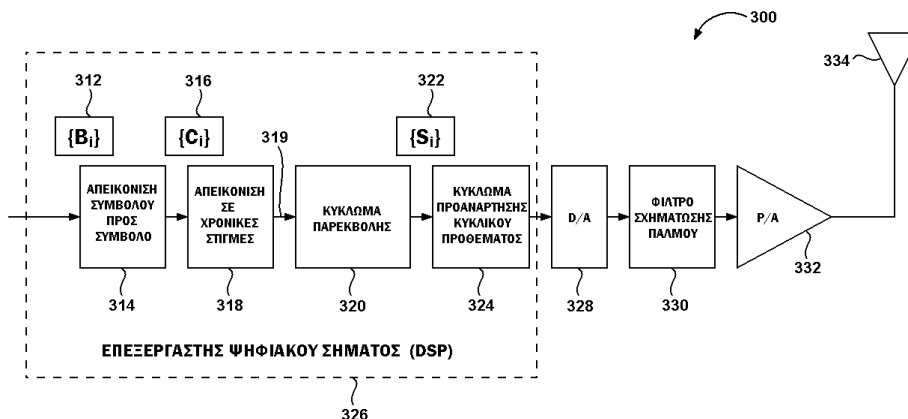 300
334
312
316
322
319
{Bi}
{Ci}
{Si}
ΑΠΕΙΚΟΝΙΣΗ
ΣΥΜΒΟΛΟΥ
ΠΡΟΣ
ΣΥΜΒΟΛΟ
ΑΠΕΙΚΟΝΙΣΗ
ΣΕ
ΧΡΟΝΙΚΕΣ
ΣΤΙΓΜΕΣ
ΚΥΚΛΩΜΑ
ΠΑΡΕΚΒΟΛΗΣ
ΚΥΚΛΩΜΑ
ΠΡΟΑΝΑΡΤΗΣΗΣ
ΚΥΚΛΙΚΟΥ
ΠΡΟΘΕΜΑΤΟΣ
D/A
ΦΙΛΤΡΟ
ΣΧΗΜΑΤΩΣΗΣ
ΠΑΛΜΟΥ
P/A
314
318
320
324
328
330
332
ΕΠΕΞΕΡΓΑΣΤΗΣ ΨΗΦΙΑΚΟΥ ΣΗΜΑΤΟΣ (DSP)
326